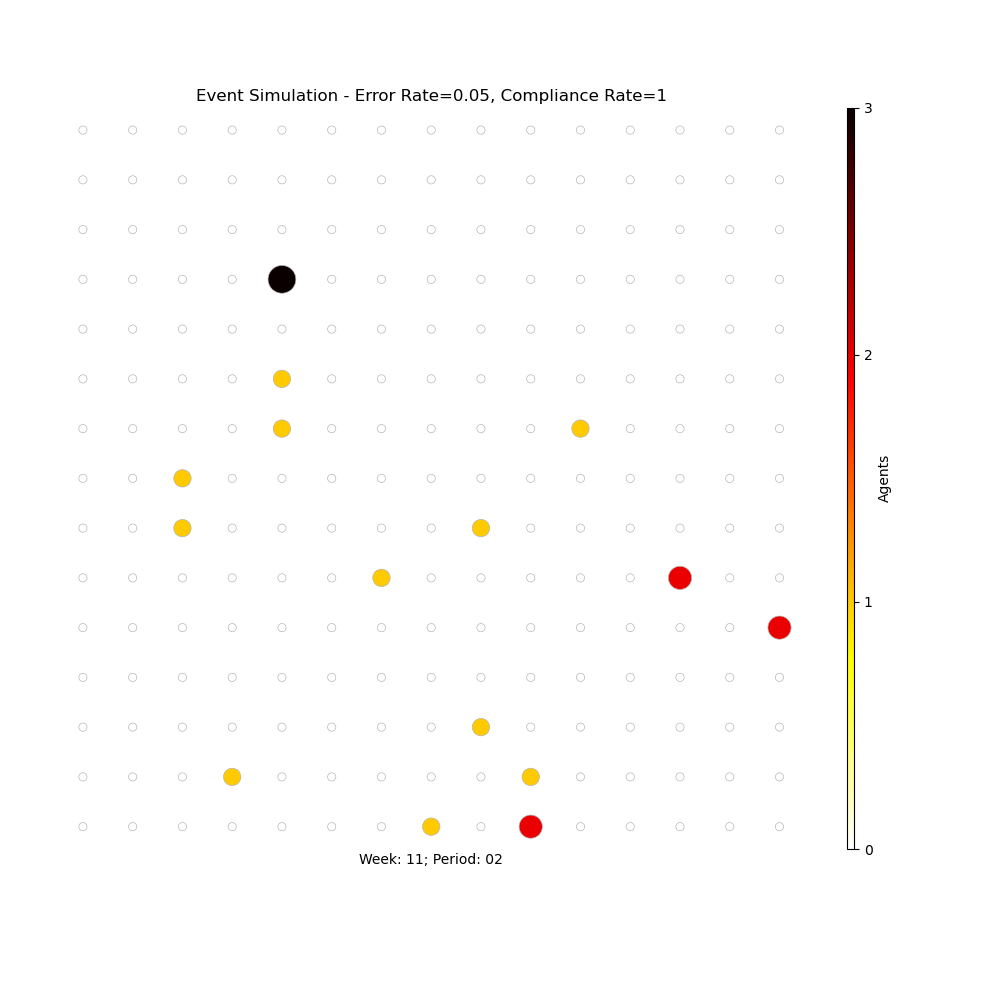 Event Simulation - Error Rate=0.05, Compliance Rate=1
3
2
Agents
1
0
Week: 11; Period: 02